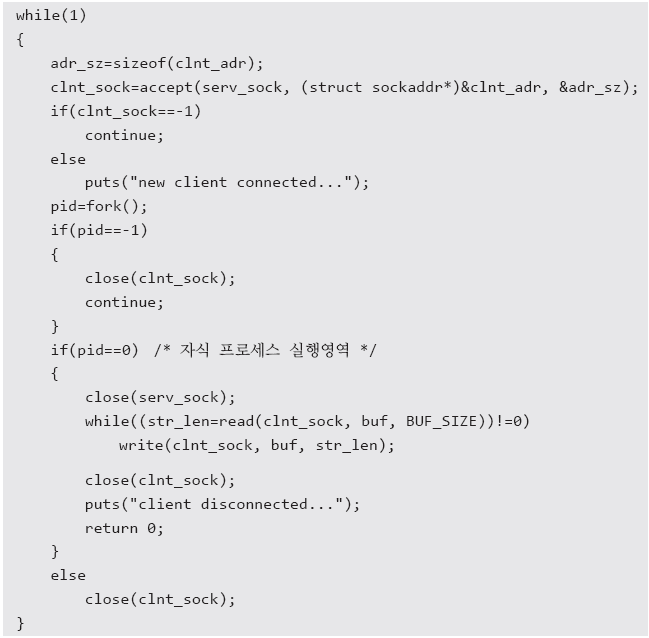 while(1)
{
    adr_sz=sizeof(clnt_adr);
    clnt_sock=accept(serv_sock, (struct sockaddr*)&clnt_adr, &adr_sz);
    if(clnt_sock==-1)
        continue;
    else
        puts("new client connected...");
    pid=fork();
    if(pid==-1)
    {
        close(clnt_sock);
        continue;
    }
    if(pid==0)  /* 자식 프로세스 실행영역 */
    {
        close(serv_sock);
        while((str_len=read(clnt_sock, buf, BUF_SIZE))!=0)
            write(clnt_sock, buf, str_len);
        close(clnt_sock);
        puts("client disconnected...");
        return 0;
    }
    else
        close(clnt_sock);
}